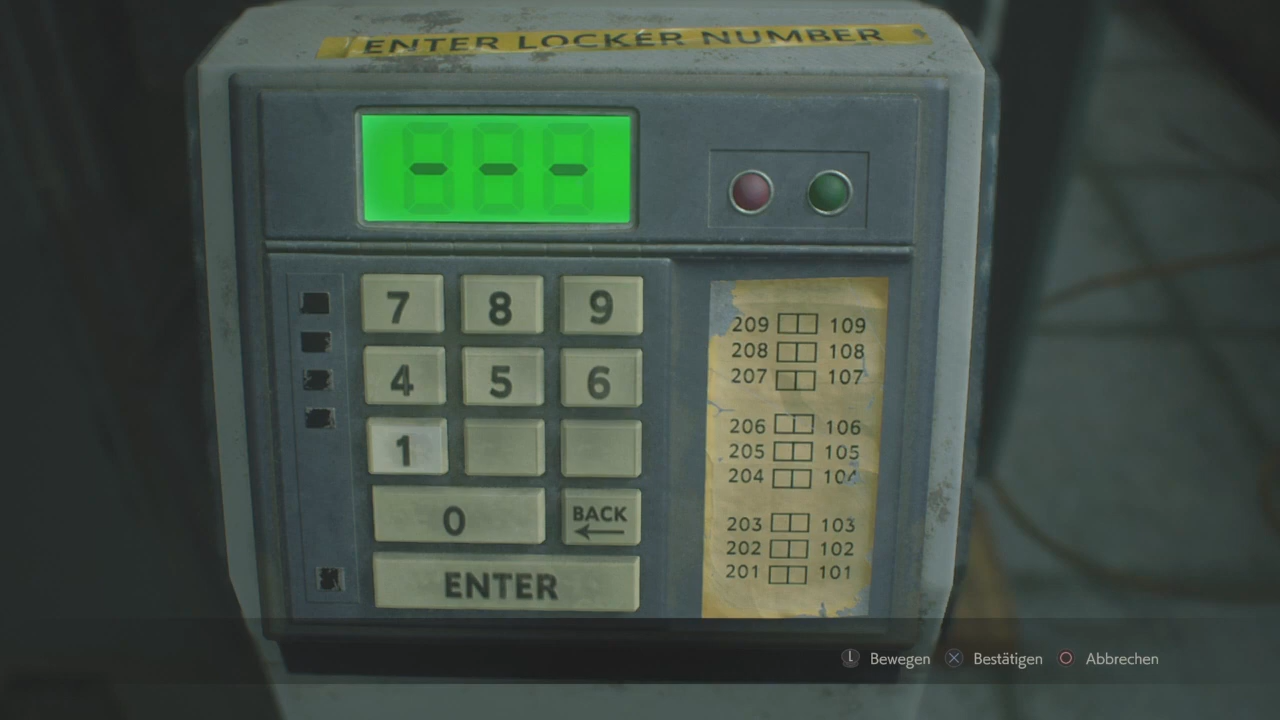 ENTER LOCKER NUMBER
7 8 9
4 5 6
1
0 BACK
ENTER
209 109
208 108
207 107
206 106
205 105
204 104
203 103
202 102
201 101
L Bewegen Bestätigen Abbrechen